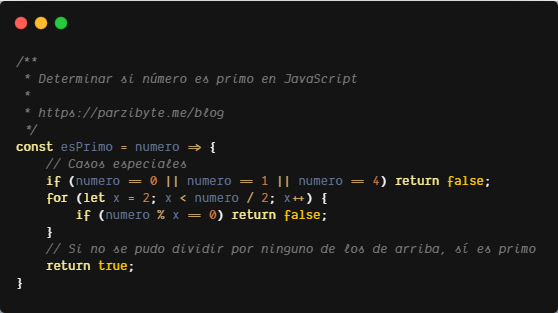 /**
 * Determinar si número es primo en JavaScript
 *
 * https://parzibyte.me/blog
 */
const esPrimo = numero => {
    // Casos especiales
    if (numero == 0 || numero == 1 || numero == 4) return false;
    for (let x = 2; x < numero / 2; x++) {
        if (numero % x == 0) return false;
    }
    // Si no se pudo dividir por ninguno de los de arriba, sí es primo
    return true;
}